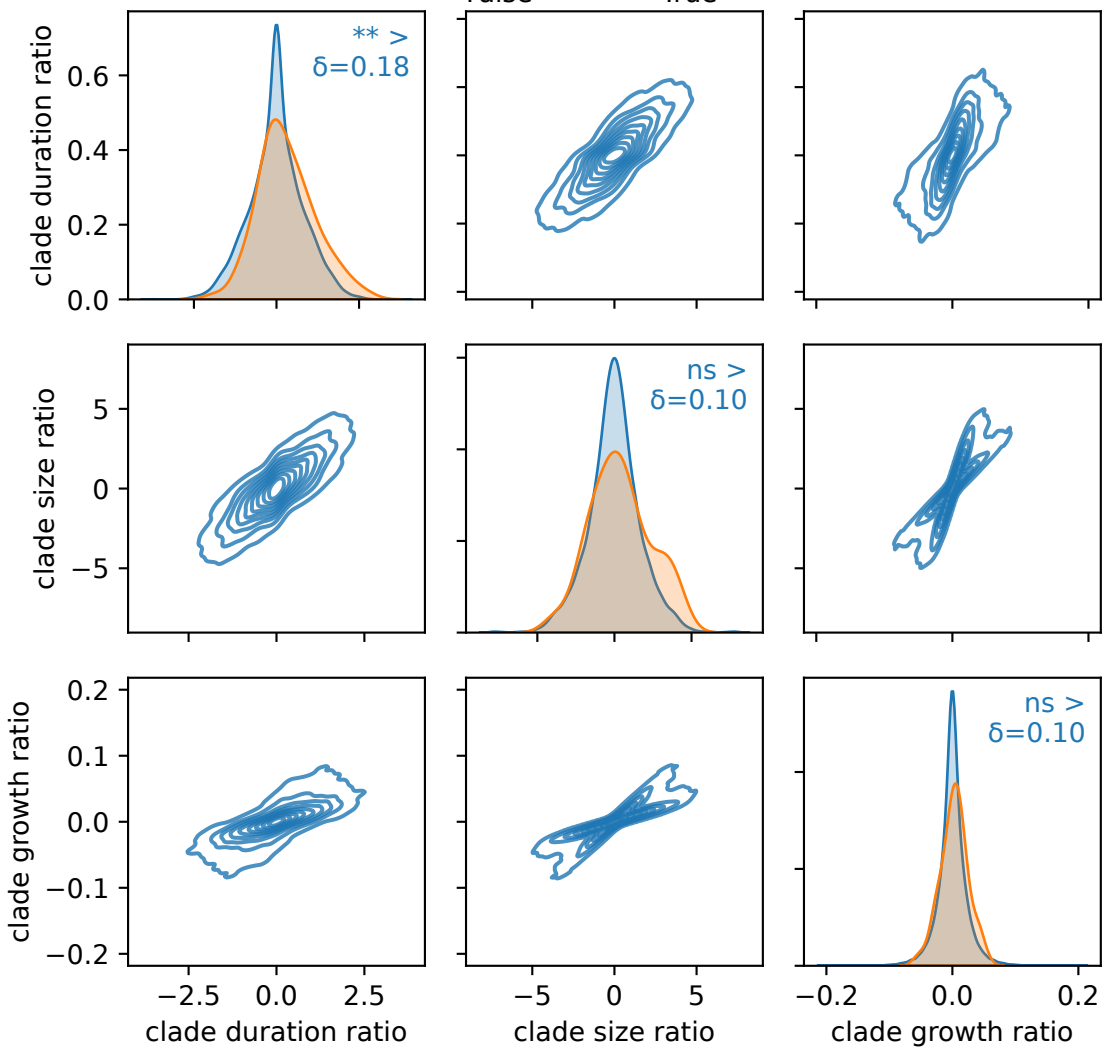 clade duration ratio
0.6
0.4
0.2
0.0
** >
δ=0.18
clade size ratio
5
0
−5
ns >
δ=0.10
clade growth ratio
0.2
0.1
0.0
−0.1
−0.2
ns >
δ=0.10
−2.5 0.0 2.5
−5 0 5
−0.2 0.0 0.2
clade duration ratio
clade size ratio
clade growth ratio